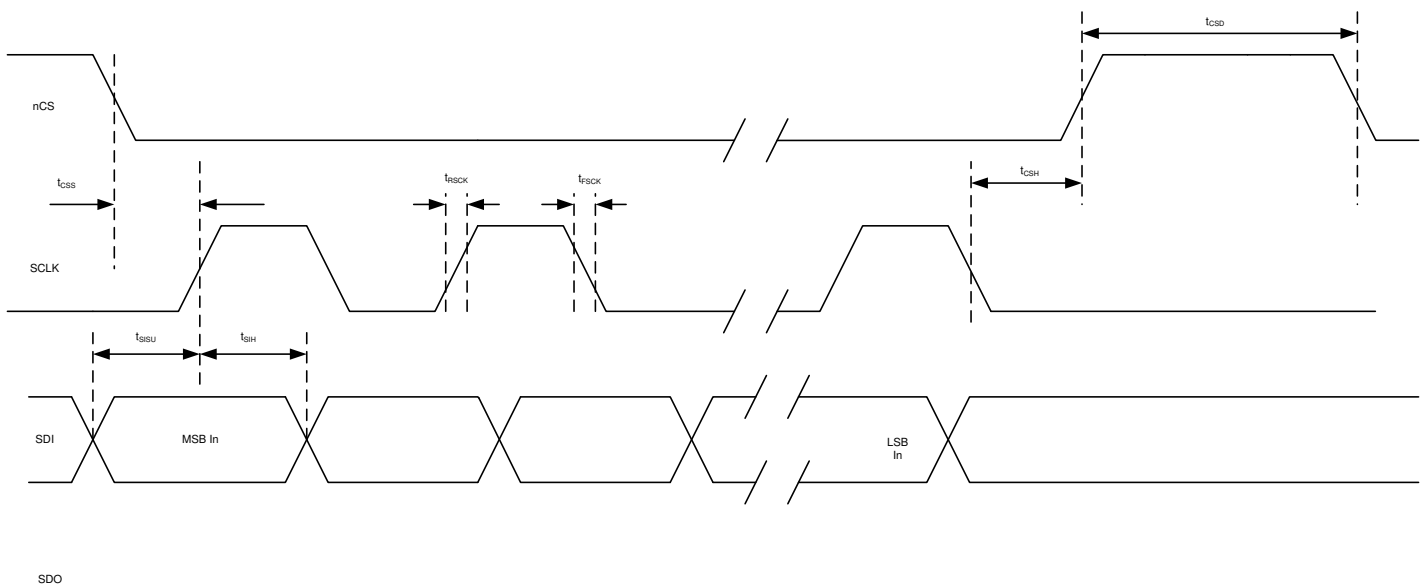 tCSD
nCS
tCSS
tRSCK
tFSCK
tCSH
SCLK
tSISU
tSIH
SDI
MSB In
LSB
In
SDO